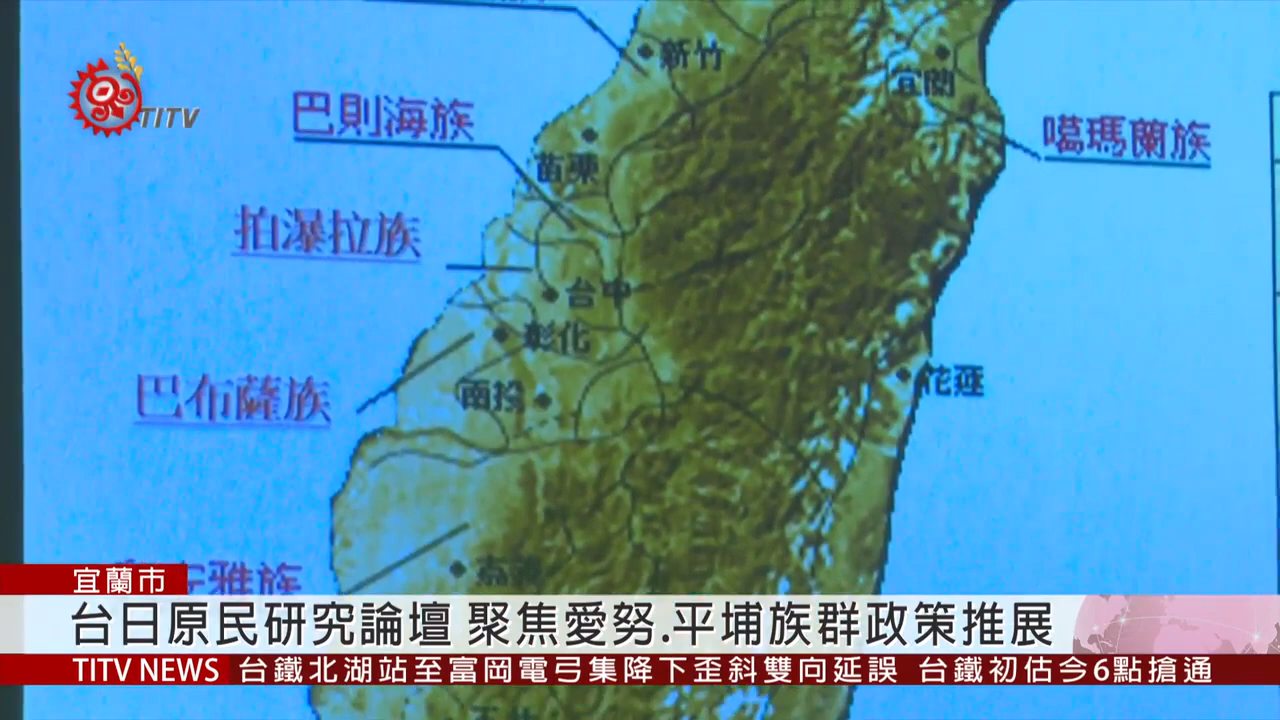 新竹
宜蘭
TITV
巴則海族
噶瑪蘭族
苗栗
拍瀑拉族
台中
彰化
花蓮
巴布薩族
南投
雅族
宜蘭市
台日原民研究論壇 聚焦愛努.平埔族群政策推展
TITV NEWS 台鐵北湖站至富岡電弓集降下歪斜雙向延誤 台鐵初估今6點搶通